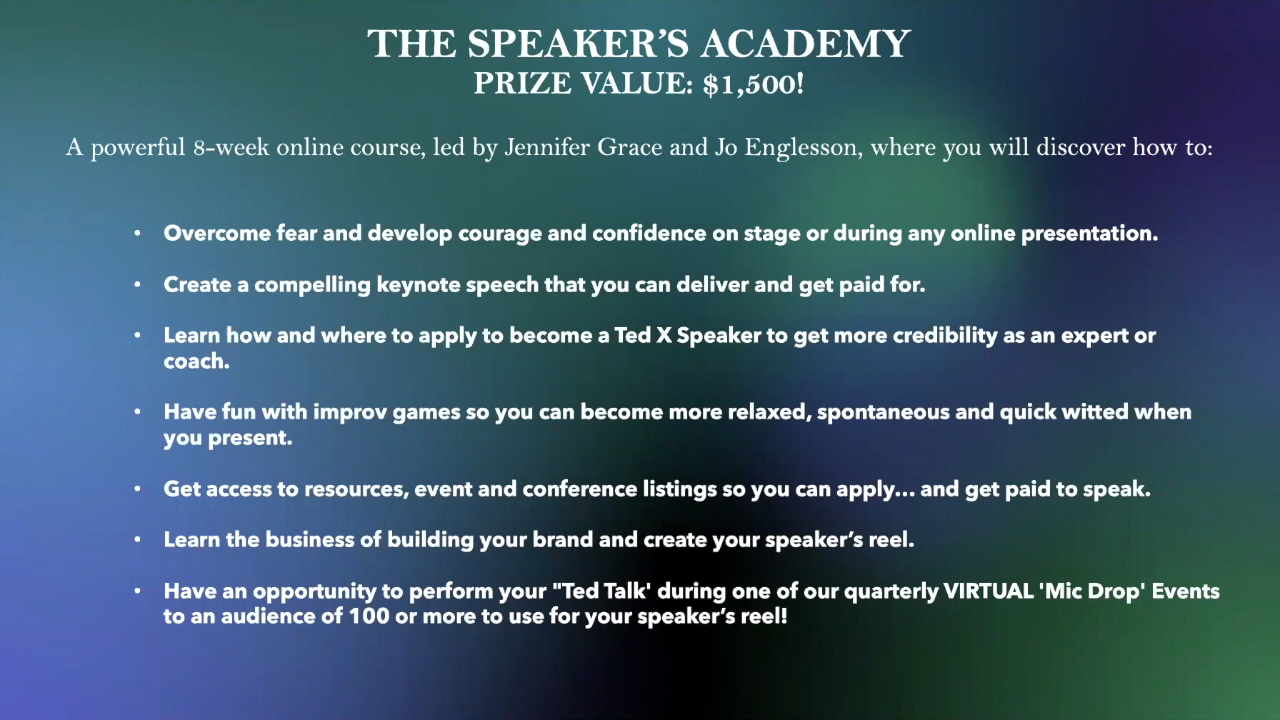 THE SPEAKER’S ACADEMY
PRIZE VALUE: $1,500!
A powerful 8-week online course, led by Jennifer Grace and Jo Englesson, where you will discover how to:
• Overcome fear and develop courage and confidence on stage or during any online presentation.
• Create a compelling keynote speech that you can deliver and get paid for.
• Learn how and where to apply to become a Ted X Speaker to get more credibility as an expert or
coach.
• Have fun with improv games so you can become more relaxed, spontaneous and quick witted when
you present.
• Get access to resources, event and conference listings so you can apply... and get paid to speak.
• Learn the business of building your brand and create your speaker’s reel.
• Have an opportunity to perform your "Ted Talk' during one of our quarterly VIRTUAL 'Mic Drop' Events
to an audience of 100 or more to use for your speaker’s reel!